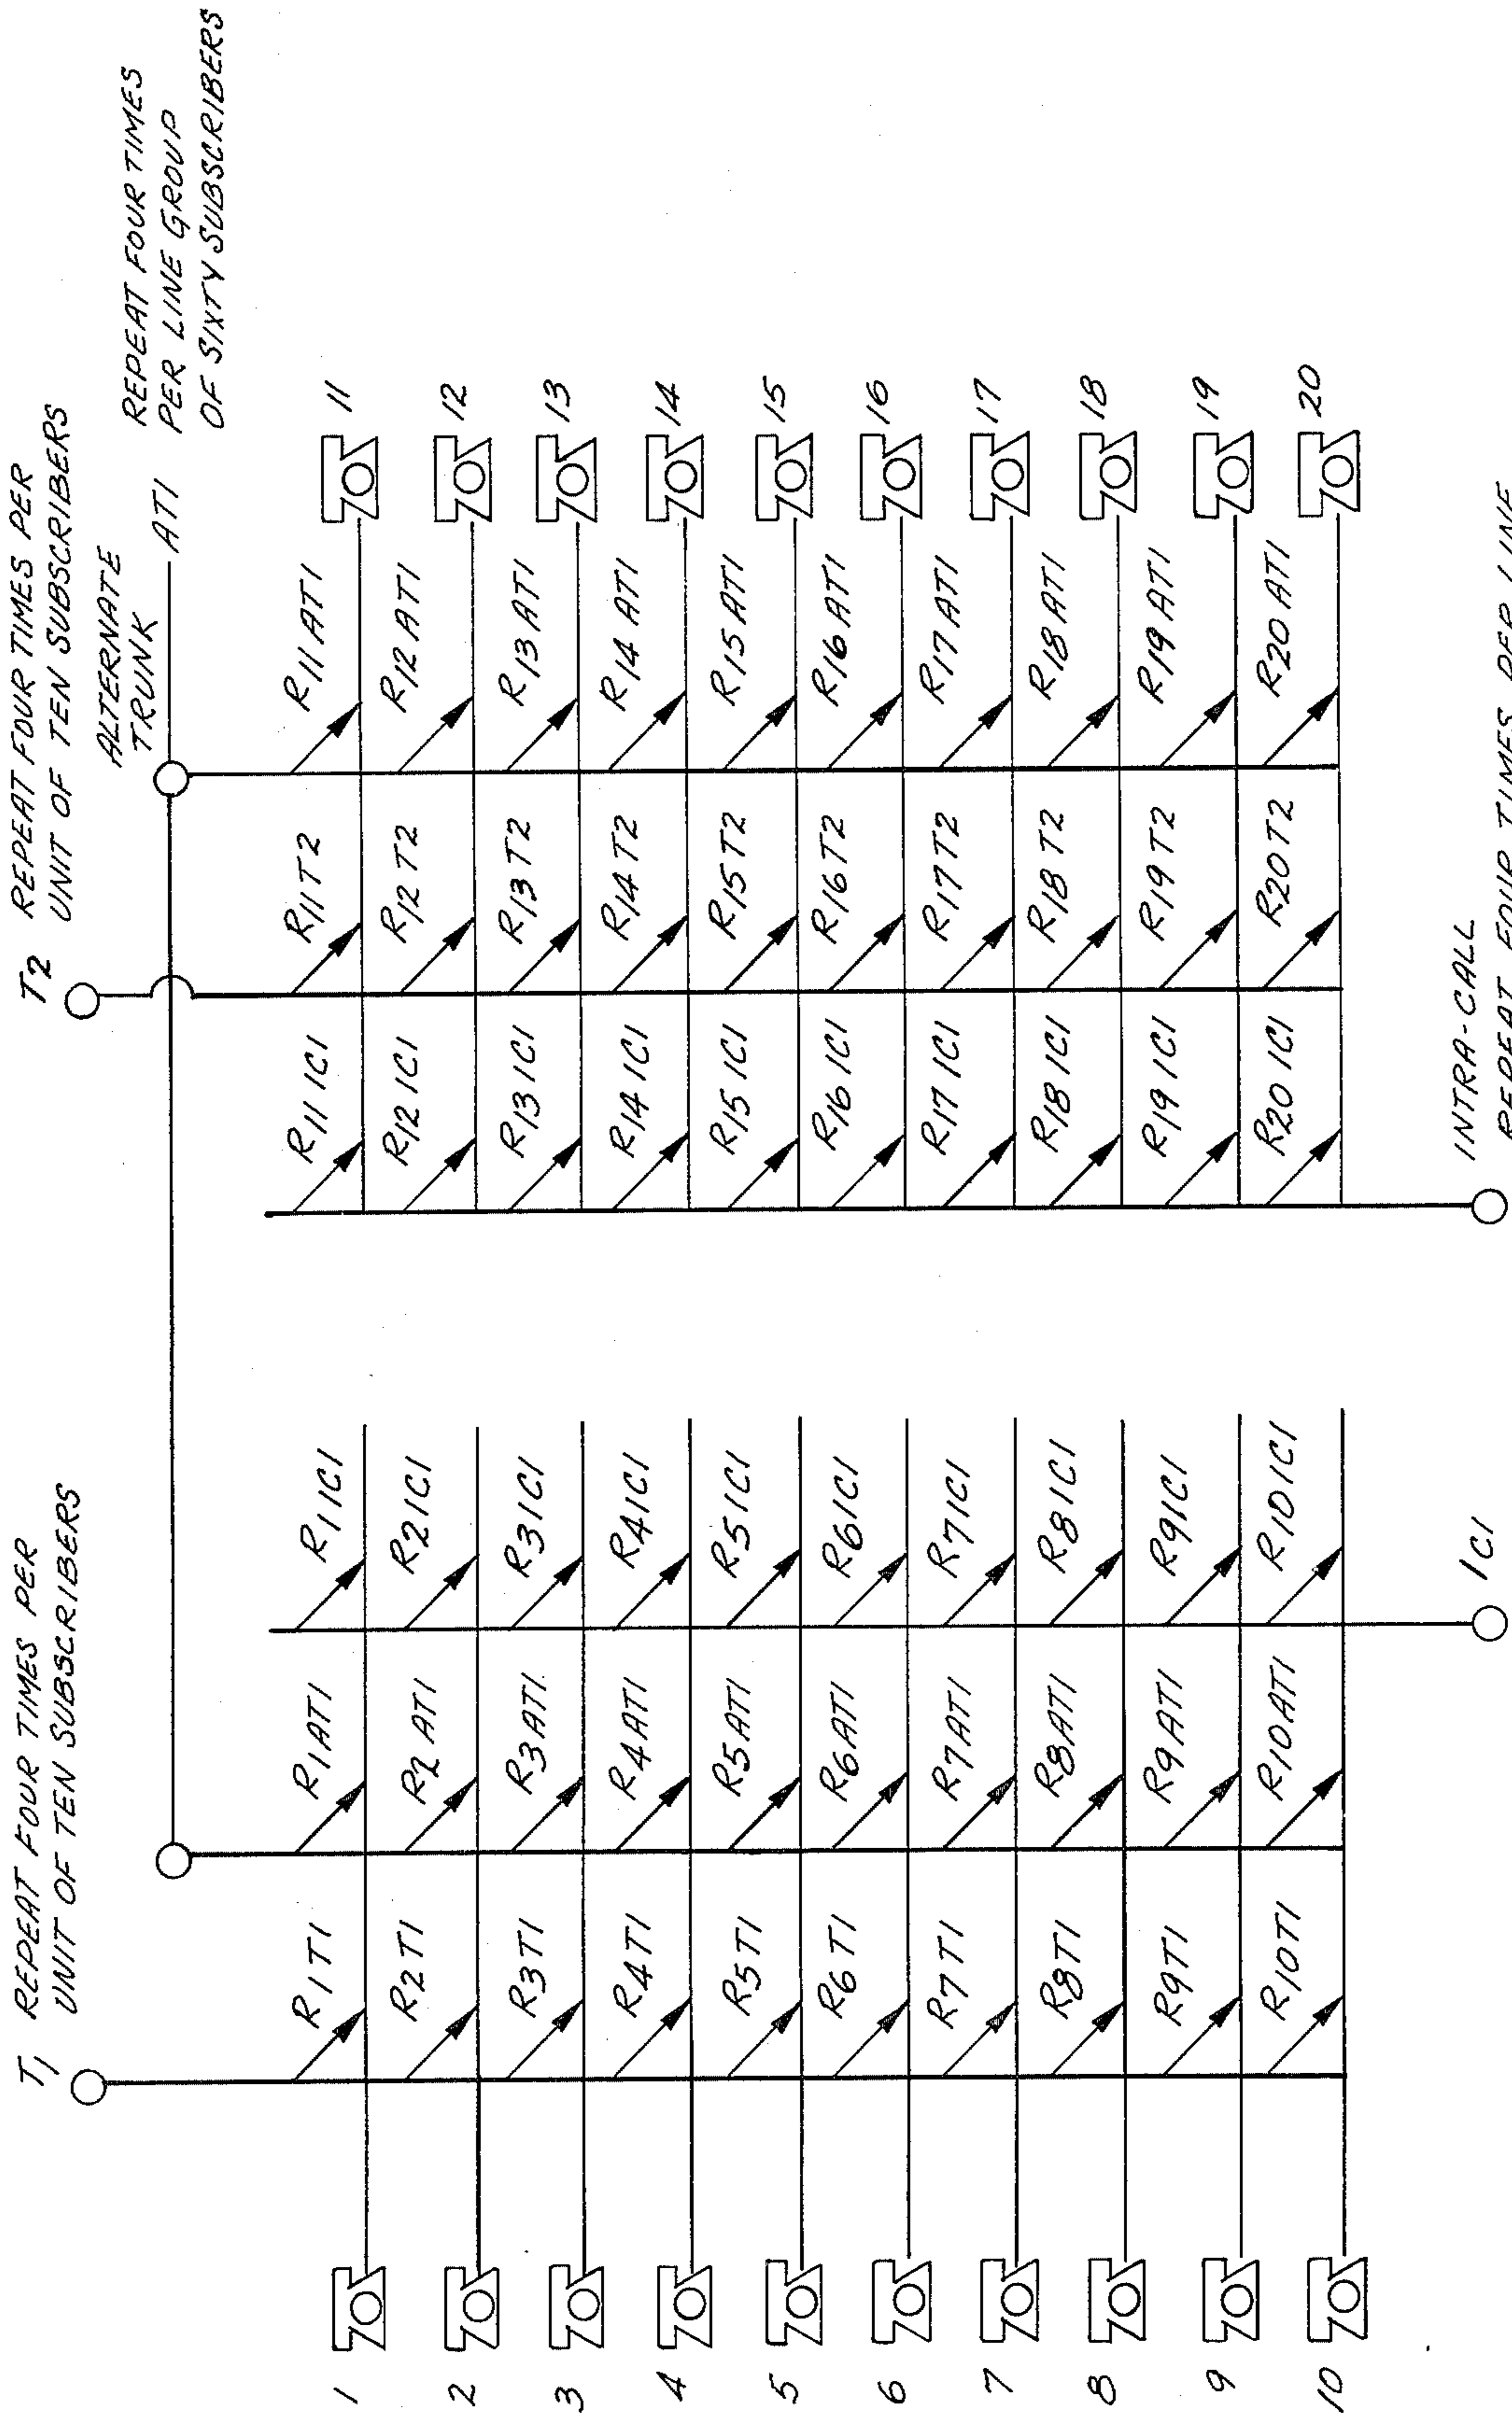 T1 REPEAT FOUR TIMES PER
UNIT OF TEN SUBSCRIBERS
T2 REPEAT FOUR TIMES PER
UNIT OF TEN SUBSCRIBERS
ALTERNATE
TRUNK
AT1
REPEAT FOUR TIMES
PER LINE GROUP
OF SIXTY SUBSCRIBERS
1 R1T1 R1AT1 R1IC1
2 R2T1 R2AT1 R2IC1
3 R3T1 R3AT1 R3IC1
4 R4T1 R4AT1 R4IC1
5 R5T1 R5AT1 R5IC1
6 R6T1 R6AT1 R6IC1
7 R7T1 R7AT1 R7IC1
8 R8T1 R8AT1 R8IC1
9 R9T1 R9AT1 R9IC1
10 R10T1 R10AT1 R10IC1
IC1
R11IC1 R11T2 R11AT1 11
R12IC1 R12T2 R12AT1 12
R13IC1 R13T2 R13AT1 13
R14IC1 R14T2 R14AT1 14
R15IC1 R15T2 R15AT1 15
R16IC1 R16T2 R16AT1 16
R17IC1 R17T2 R17AT1 17
R18IC1 R18T2 R18AT1 18
R19IC1 R19T2 R19AT1 19
R20IC1 R20T2 R20AT1 20
INTRA-CALL
REPEAT FOUR TIMES PER LINE